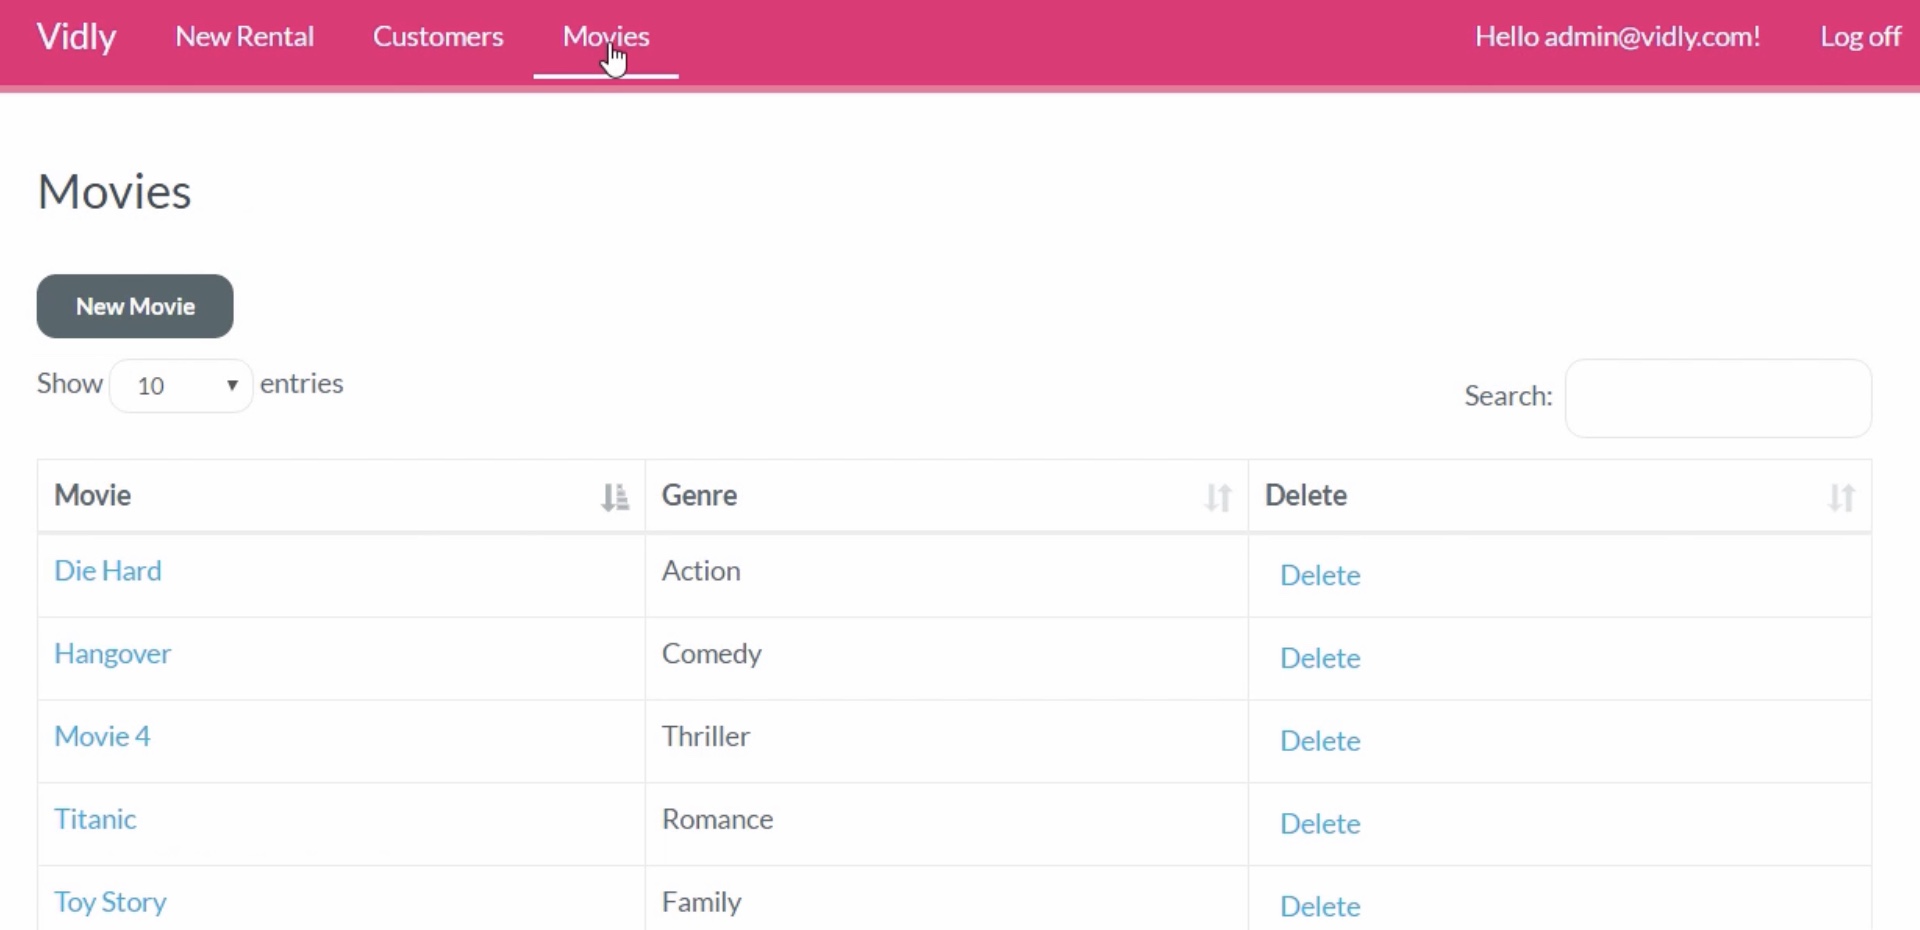 Vidly New Rental Customers Movies Hello admin@vidly.com! Log off
Movies
New Movie
Show 10 entries
Search:
Movie Genre Delete
Die Hard Action Delete
Hangover Comedy Delete
Movie 4 Thriller Delete
Titanic Romance Delete
Toy Story Family Delete